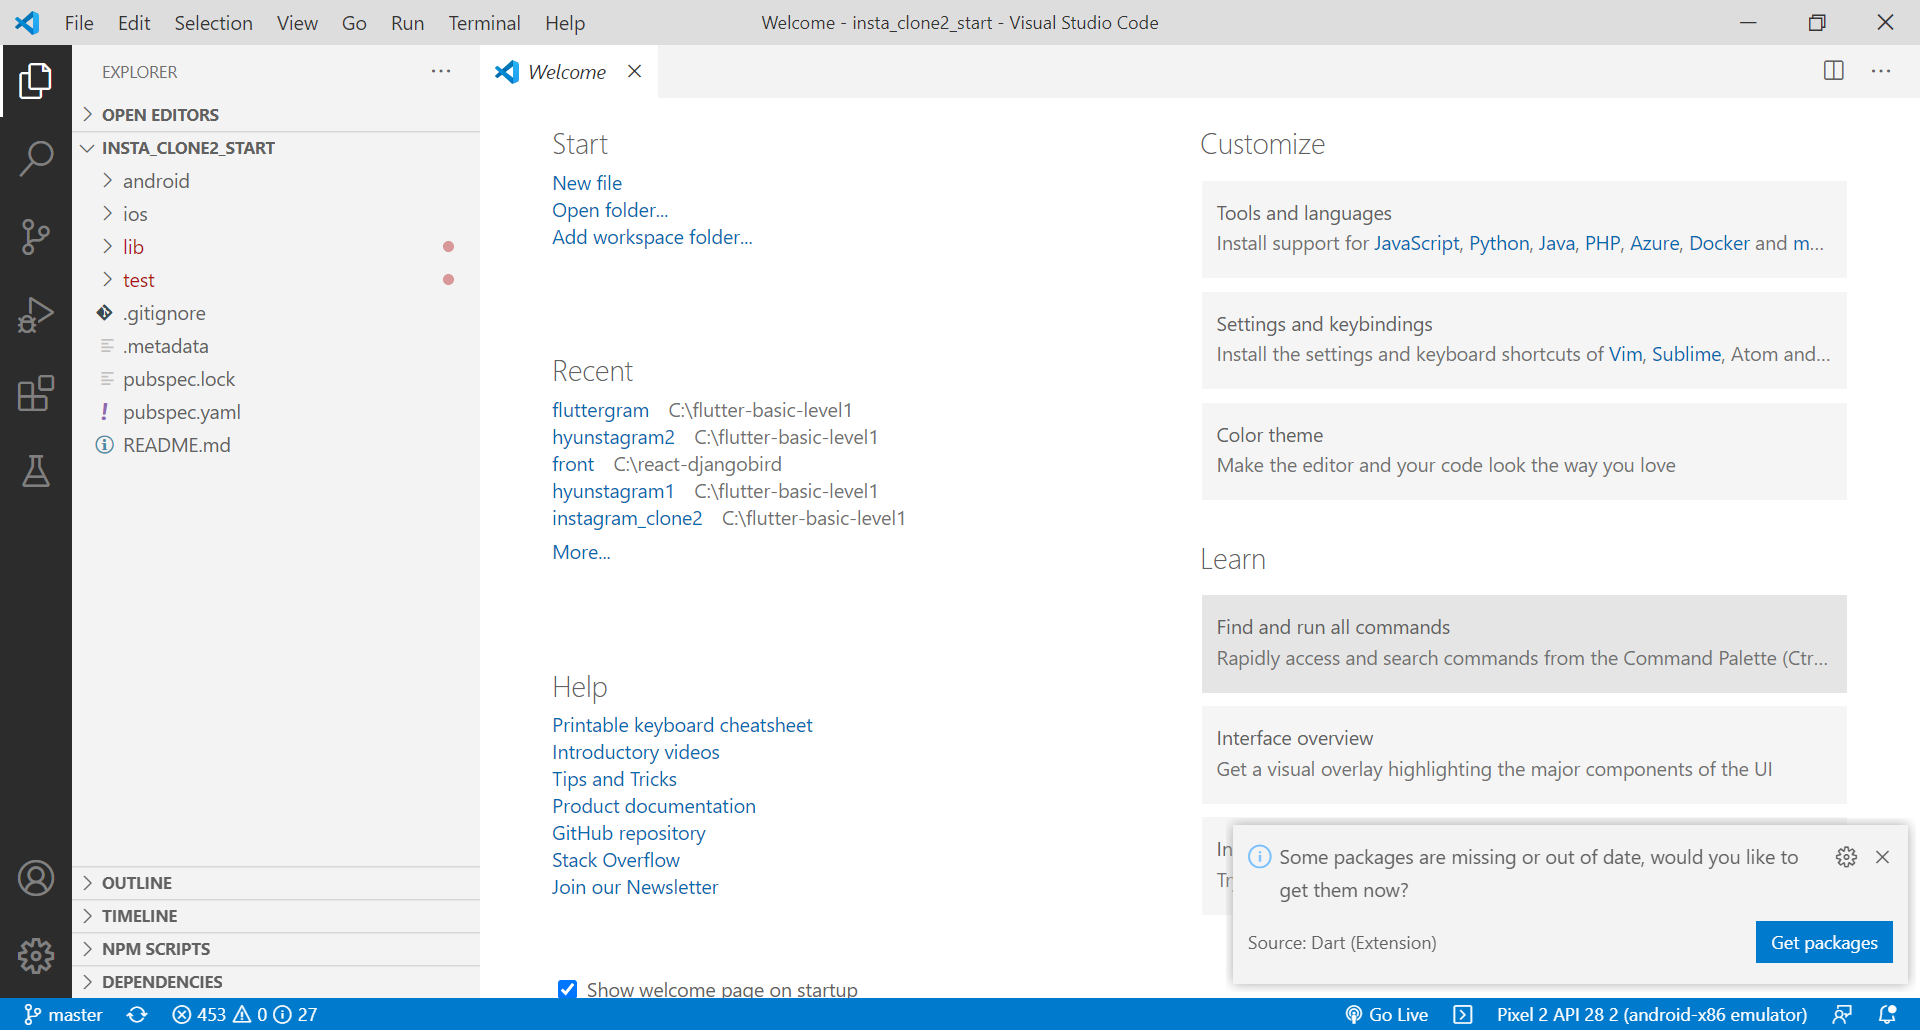 File Edit Selection View Go Run Terminal Help
Welcome - insta_clone2_start - Visual Studio Code
EXPLORER
OPEN EDITORS
INSTA_CLONE2_START
android
ios
lib
test
.gitignore
.metadata
pubspec.lock
! pubspec.yaml
README.md
OUTLINE
TIMELINE
NPM SCRIPTS
DEPENDENCIES
Welcome
Start
New file
Open folder...
Add workspace folder...
Recent
fluttergram C:\flutter-basic-level1
hyunstagram2 C:\flutter-basic-level1
front C:\react-djangobird
hyunstagram1 C:\flutter-basic-level1
instagram_clone2 C:\flutter-basic-level1
More...
Help
Printable keyboard cheatsheet
Introductory videos
Tips and Tricks
Product documentation
GitHub repository
Stack Overflow
Join our Newsletter
Show welcome page on startup
Customize
Tools and languages
Install support for JavaScript, Python, Java, PHP, Azure, Docker and m...
Settings and keybindings
Install the settings and keyboard shortcuts of Vim, Sublime, Atom and...
Color theme
Make the editor and your code look the way you love
Learn
Find and run all commands
Rapidly access and search commands from the Command Palette (Ctr...
Interface overview
Get a visual overlay highlighting the major components of the UI
In
Some packages are missing or out of date, would you like to
get them now?
Source: Dart (Extension)
Get packages
master 453 0 27
Go Live Pixel 2 API 28 2 (android-x86 emulator)